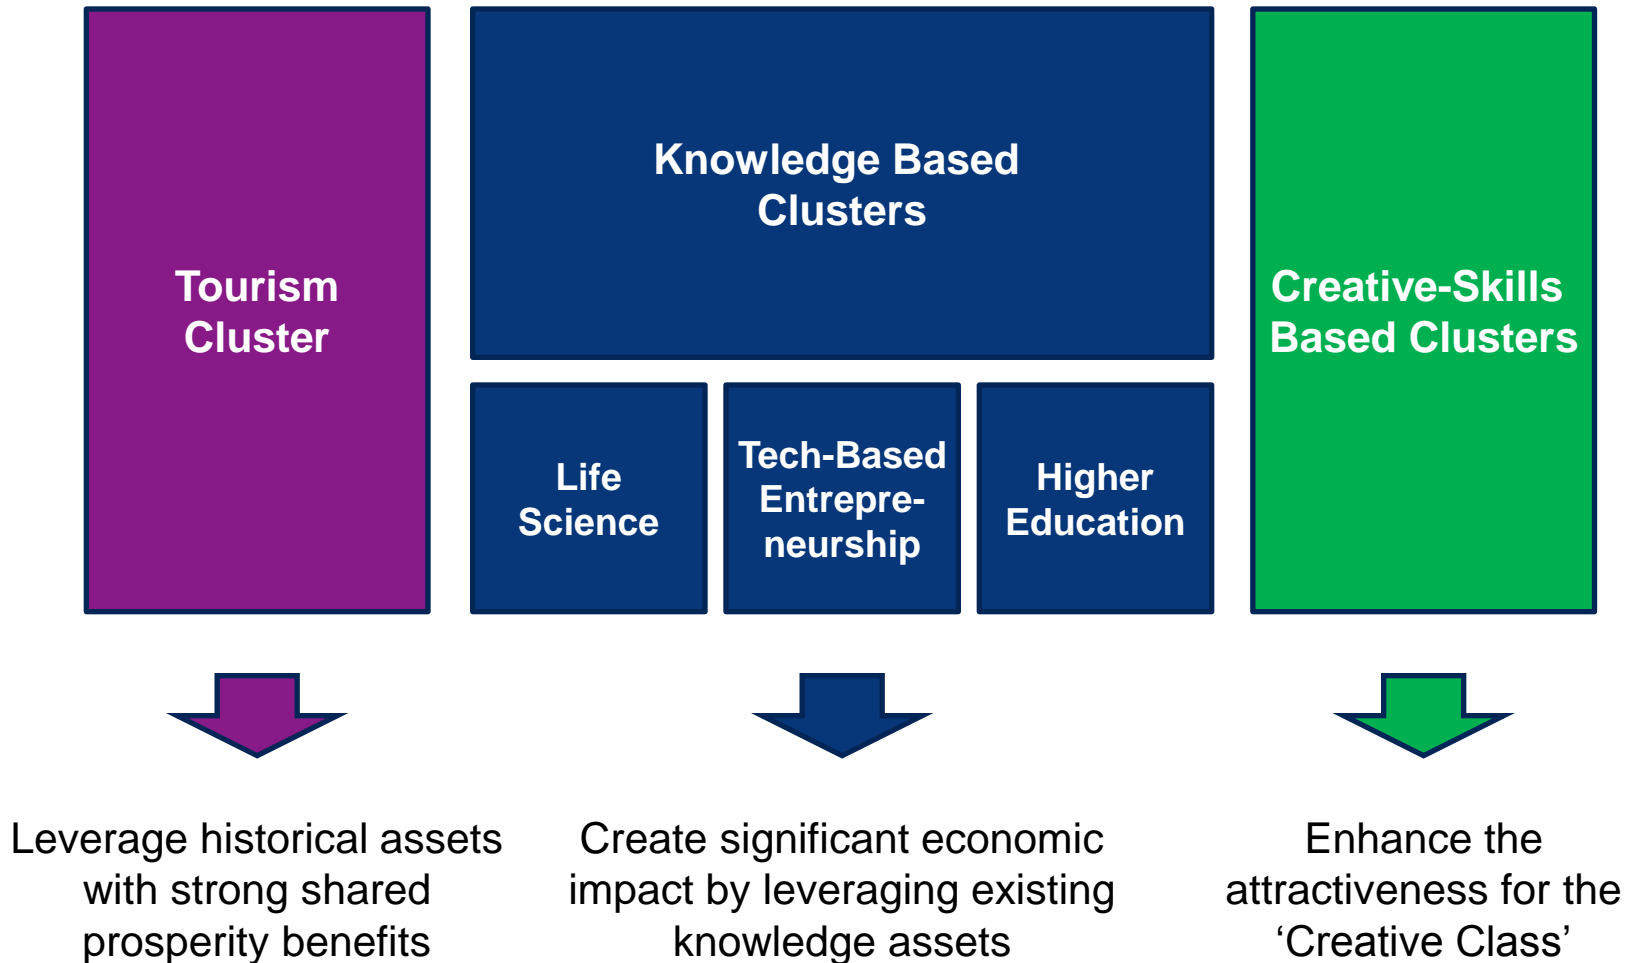 Tourism
Cluster
Knowledge Based
Clusters
Life
Science
Tech-Based
Entrepre-
neurship
Higher
Education
Creative-Skills
Based Clusters
Leverage historical assets
with strong shared
prosperity benefits
Create significant economic
impact by leveraging existing
knowledge assets
Enhance the
attractiveness for the
‘Creative Class’